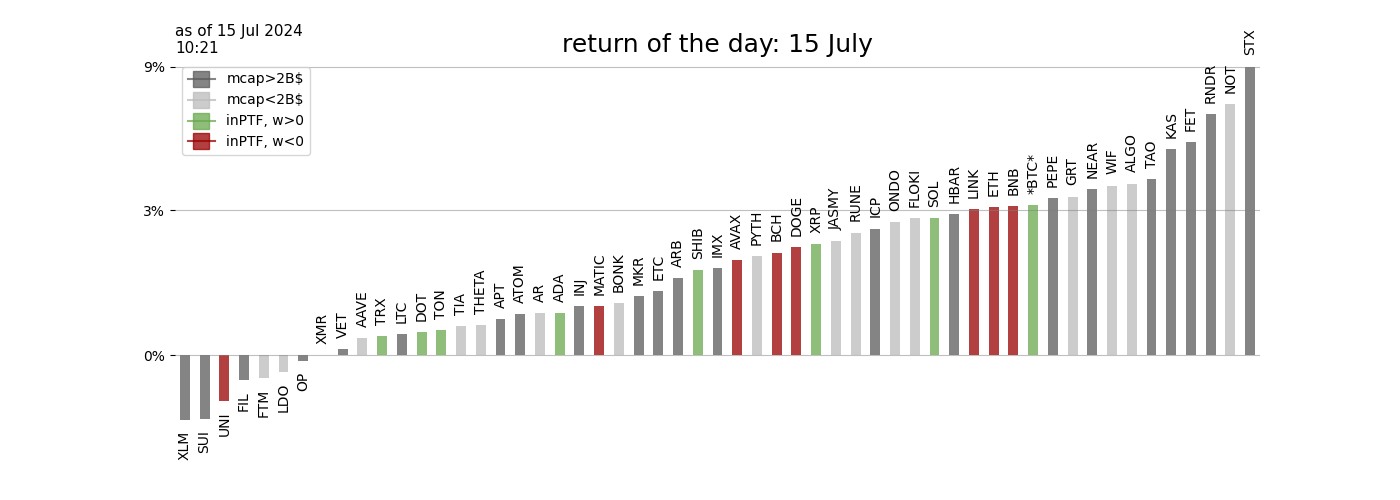 as of 15 Jul 2024
10:21
return of the day: 15 July
9%
3%
0%
mcap>2B$
mcap<2B$
inPTF, w>0
inPTF, w<0
XLM
SUI
UNI
FIL
FTM
LDO
OP
XMR
VET
AAVE
TRX
LTC
DOT
TON
TIA
THETA
APT
ATOM
AR
ADA
INJ
MATIC
BONK
MKR
ETC
ARB
SHIB
IMX
AVAX
PYTH
BCH
DOGE
XRP
JASMY
RUNE
ICP
ONDO
FLOKI
SOL
HBAR
LINK
ETH
BNB
*BTC*
PEPE
GRT
NEAR
WIF
ALGO
TAO
KAS
FET
RNDR
NOT
STX